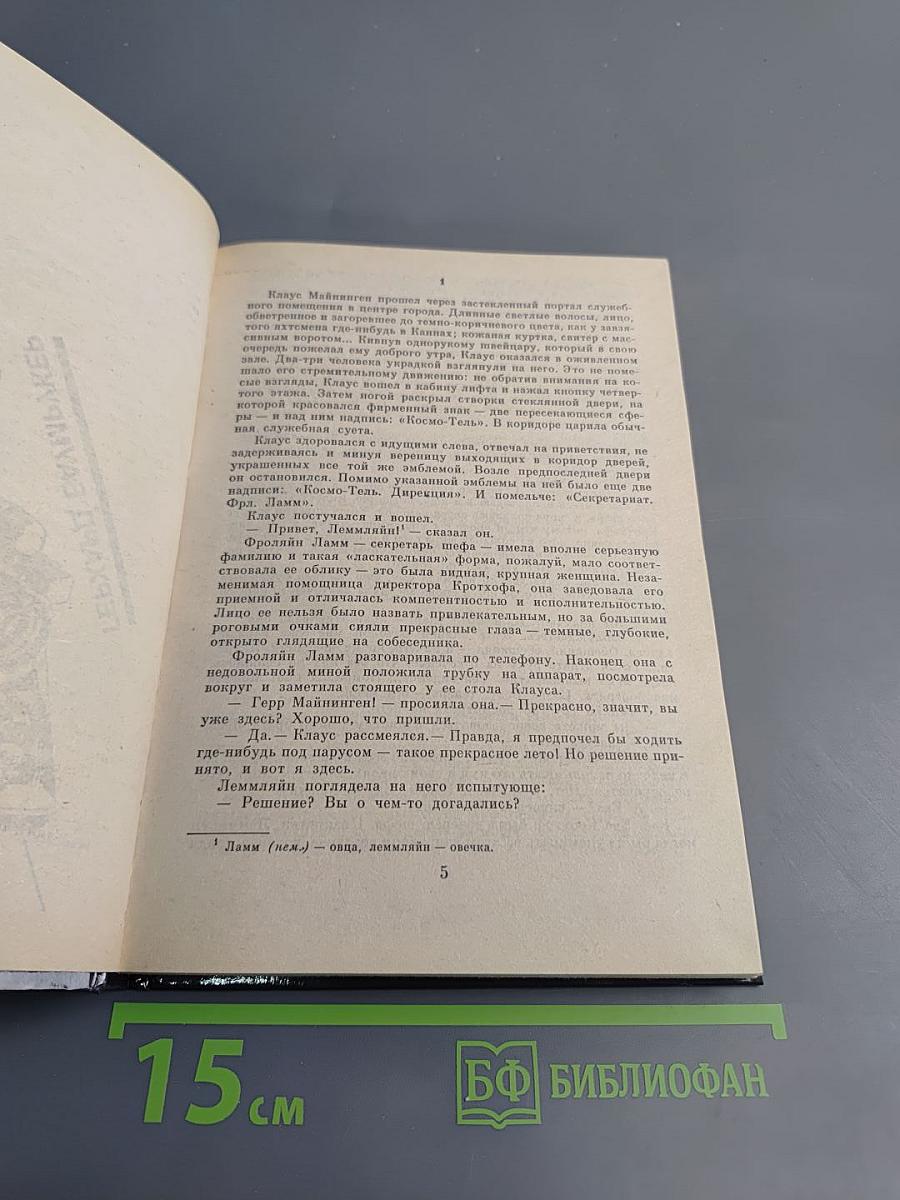 1
Клаус Майнинген прошел через застекленный портал служеб-
ного помещения в центре города. Длинные светлые волосы, лицо,
обветренное и загоревшее до темно-коричневого цвета, как у завзя-
того яхтсмена где-нибудь в Каннах; кожаная куртка, свитер с мас-
сивным воротом... Кивнув однорукому швейцару, который в свою
очередь пожелал ему доброго утра, Клаус оказался в оживленном
зале. Два-три человека украдкой взглянули на него. Это не поме-
шало его стремительному движению: не обратив внимания на ко-
сые взгляды, Клаус вошел в кабину лифта и нажал кнопку четвер-
того этажа. Затем ногой раскрыл створки стеклянной двери, на
которой красовался фирменный знак — две пересекающиеся сфе-
ры — и над ним надпись: «Космо-Тель». В коридоре царила обыч-
ная служебная суета.
Клаус здоровался с идущими слева, отвечал на приветствия, не
задерживаясь и минуя вереницу выходящих в коридор дверей,
украшенных все той же эмблемой. Возле предпоследней двери
он остановился. Помимо указанной эмблемы на ней было еще две
надписи: «Космо-Тель. Дирекция». И помельче: «Секретариат.
Фрл. Ламм».
Клаус постучался и вошел.
— Привет, Леммляйн!¹ — сказал он.
Фроляйн Ламм — секретарь шефа — имела вполне серьезную
фамилию и такая «ласкательная» форма, пожалуй, мало соответ-
ствовала ее облику — это была видная, крупная женщина. Неза-
менимая помощница директора Кротхофа, она заведовала его
приемной и отличалась компетентностью и исполнительностью.
Лицо ее нельзя было назвать привлекательным, но за большими
роговыми очками сияли прекрасные глаза — темные, глубокие,
открыто глядящие на собеседника.
Фроляйн Ламм разговаривала по телефону. Наконец она с
недовольной миной положила трубку на аппарат, посмотрела
вокруг и заметила стоящего у ее стола Клауса.
— Герр Майнинген! — просияла она.— Прекрасно, значит, вы
уже здесь? Хорошо, что пришли.
— Да.— Клаус рассмеялся.— Правда, я предпочел бы ходить
где-нибудь под парусом — такое прекрасное лето! Но решение при-
нято, и вот я здесь.
Леммляйн поглядела на него испытующе:
— Решение? Вы о чем-то догадались?
¹ Ламм (нем.) — овца, леммляйн — овечка.
5
15 см
БФ БИБЛИОФАН